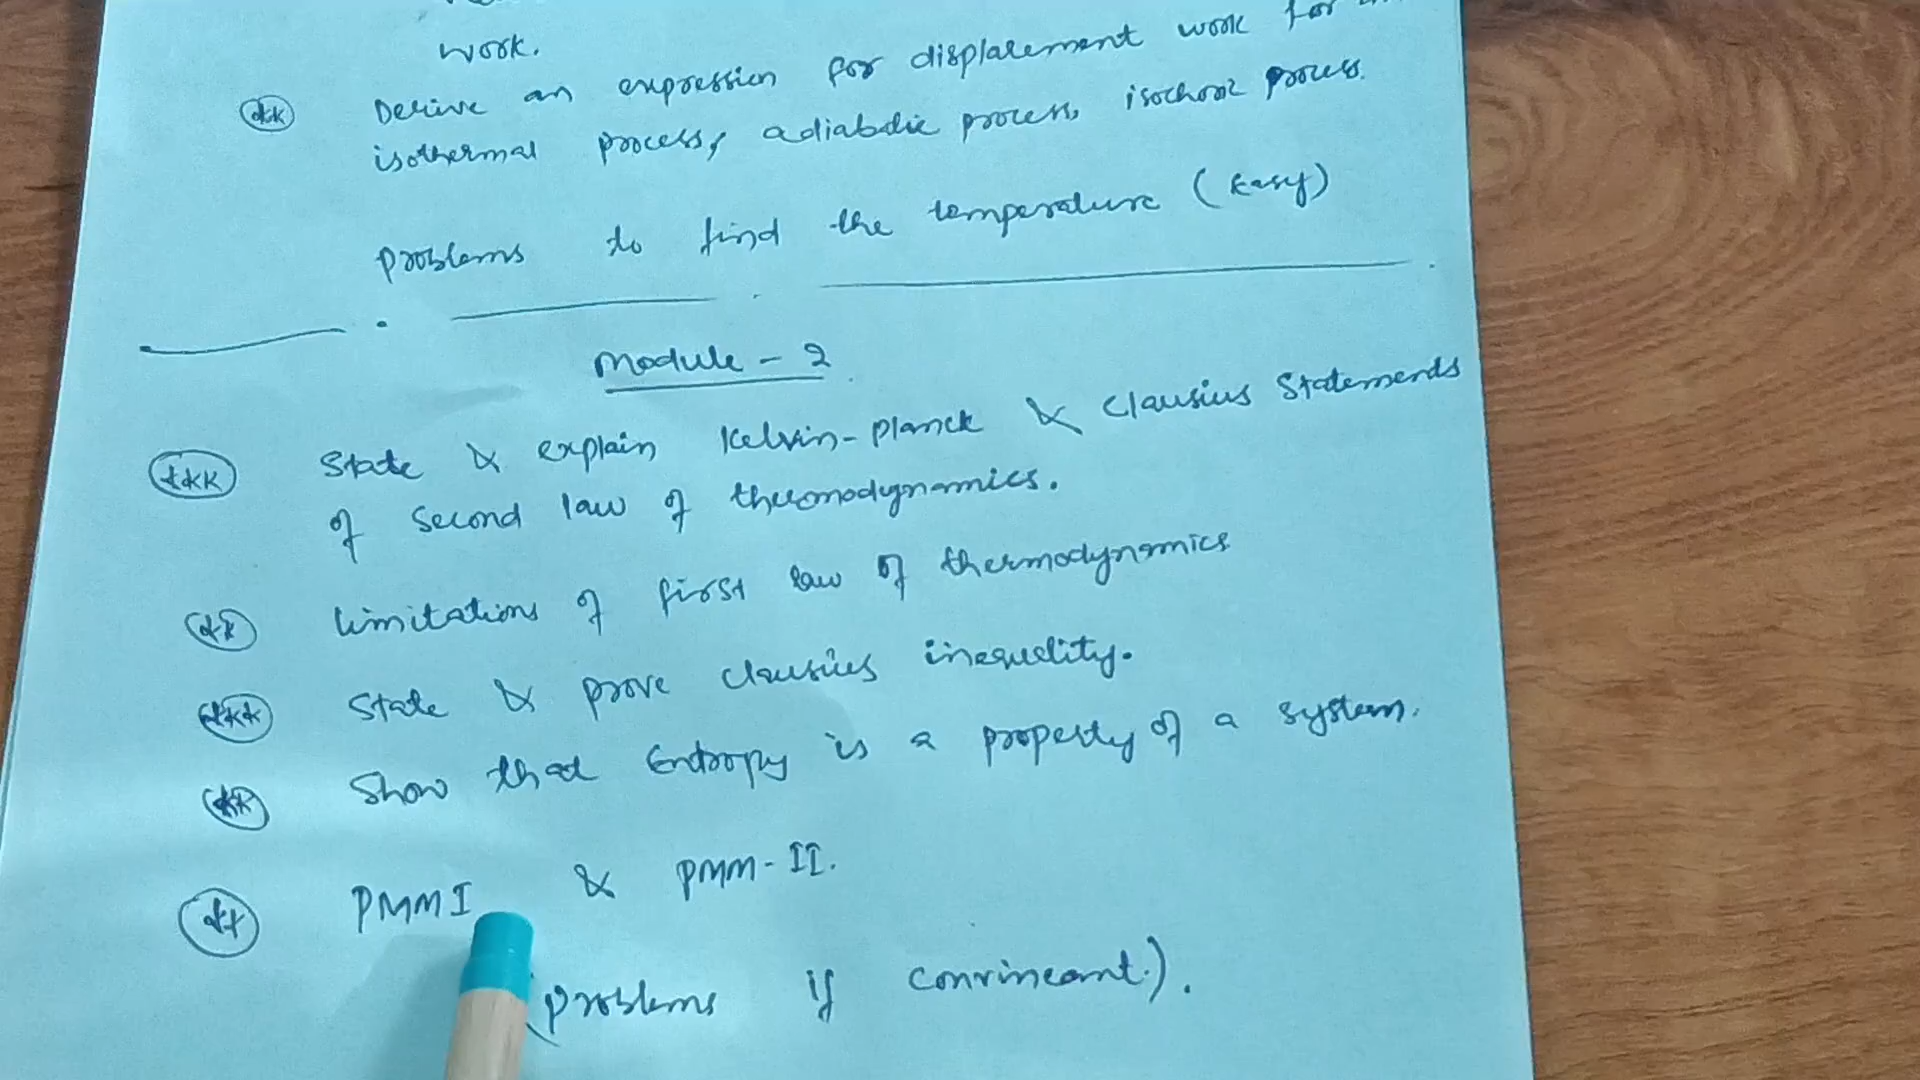 work.
** Derive an expression for displacement work for
isothermal process, adiabatic process, isochoric process.
problems to find the temperature (Easy)
Module - 2
*** State & explain Kelvin-planck & Clausius Statements
of Second law of thermodynamics.
** limitations of first law of thermodynamics
*** State & prove clausius inequality.
** Show that Entropy is a property of a system.
** PMMI & PMM-II.
(problems if convineant).